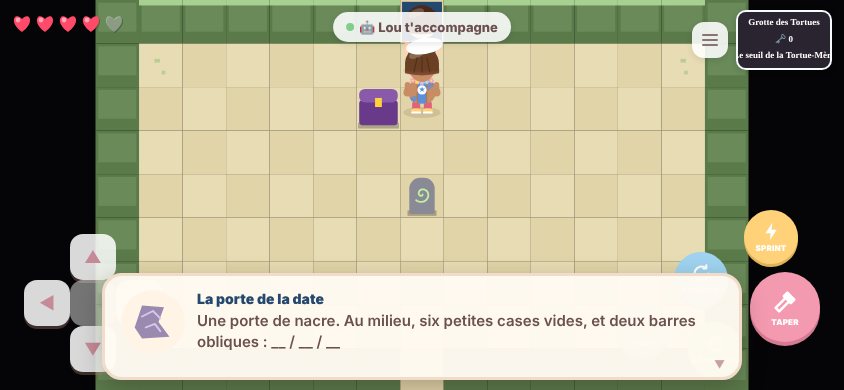 Lou t'accompagne
Grotte des Tortues
0
e seuil de la Tortue-Mèr
SPRINT
TAPER
La porte de la date
Une porte de nacre. Au milieu, six petites cases vides, et deux barres
obliques : __ / __ / __